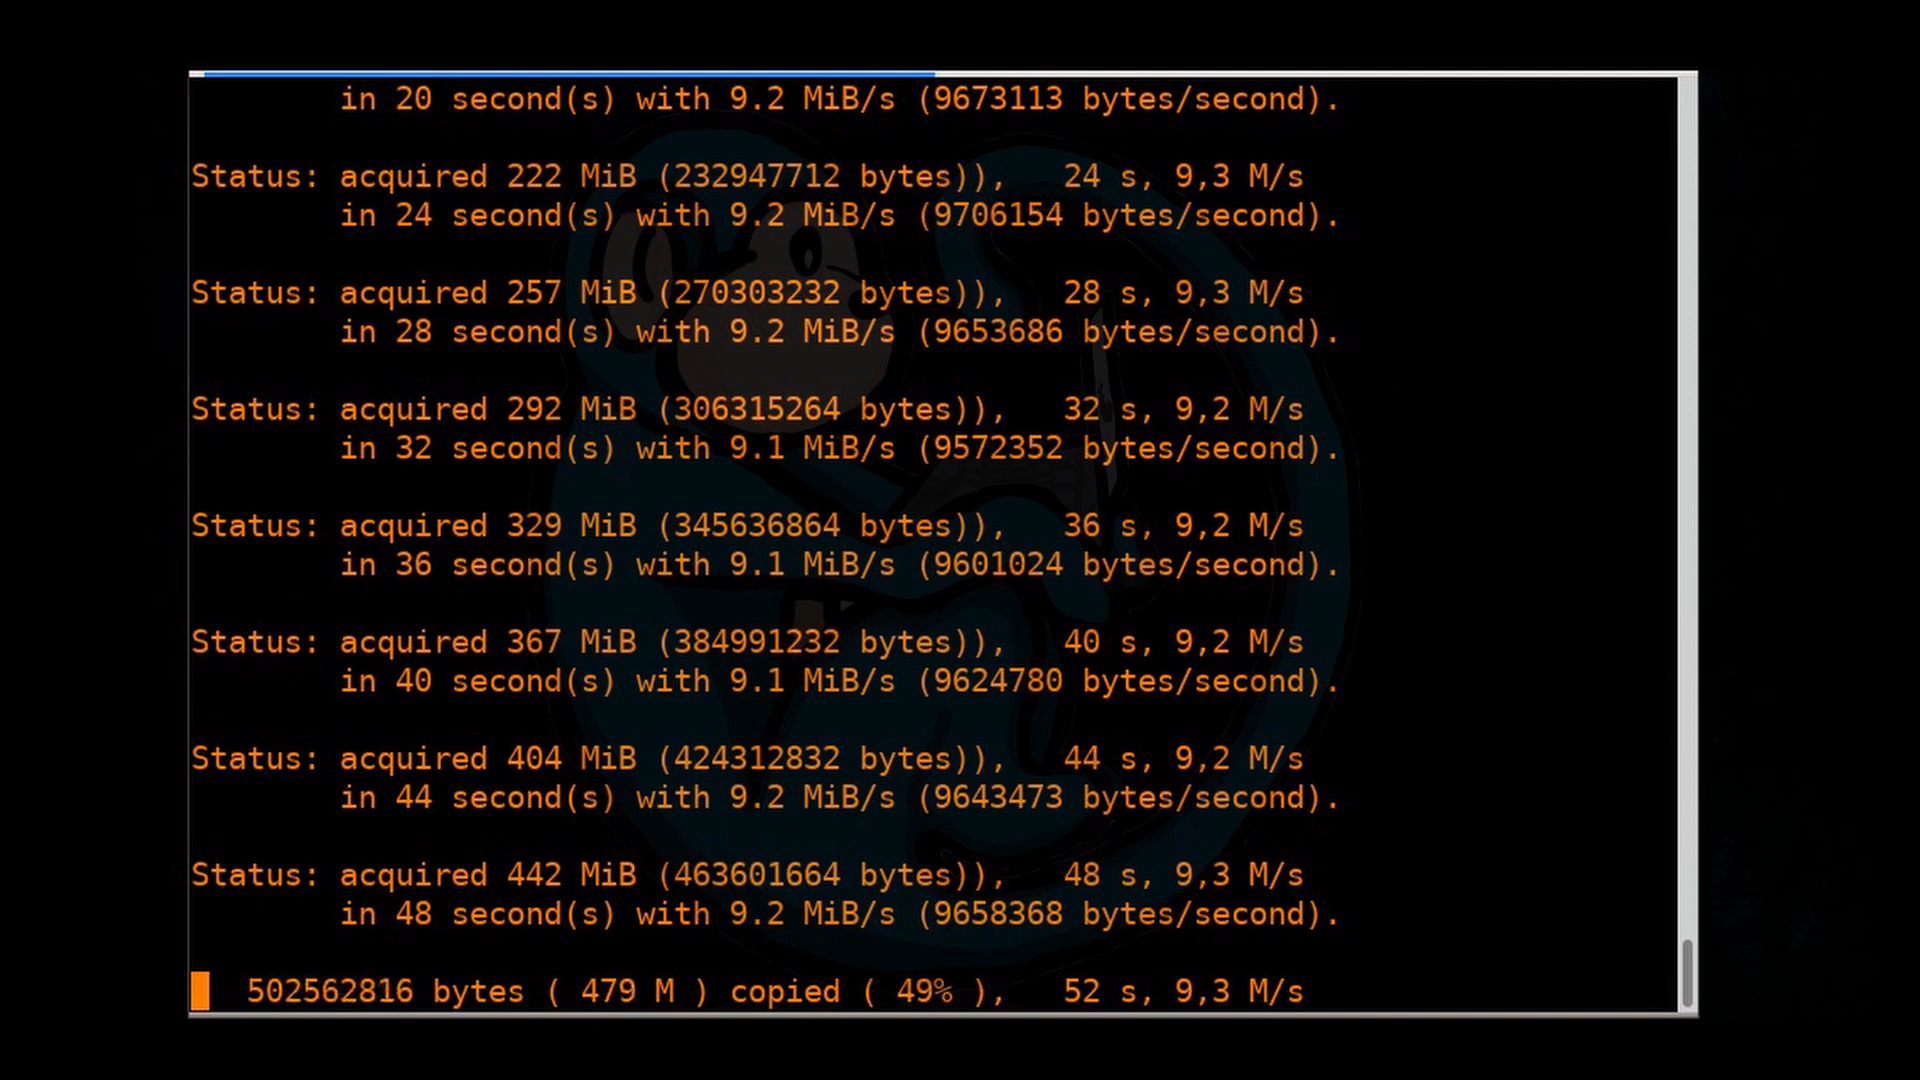 in 20 second(s) with 9.2 MiB/s (9673113 bytes/second).
Status: acquired 222 MiB (232947712 bytes)), 24 s, 9,3 M/s
in 24 second(s) with 9.2 MiB/s (9706154 bytes/second).
Status: acquired 257 MiB (270303232 bytes)), 28 s, 9,3 M/s
in 28 second(s) with 9.2 MiB/s (9653686 bytes/second).
Status: acquired 292 MiB (306315264 bytes)), 32 s, 9,2 M/s
in 32 second(s) with 9.1 MiB/s (9572352 bytes/second).
Status: acquired 329 MiB (345636864 bytes)), 36 s, 9,2 M/s
in 36 second(s) with 9.1 MiB/s (9601024 bytes/second).
Status: acquired 367 MiB (384991232 bytes)), 40 s, 9,2 M/s
in 40 second(s) with 9.1 MiB/s (9624780 bytes/second).
Status: acquired 404 MiB (424312832 bytes)), 44 s, 9,2 M/s
in 44 second(s) with 9.2 MiB/s (9643473 bytes/second).
Status: acquired 442 MiB (463601664 bytes)), 48 s, 9,3 M/s
in 48 second(s) with 9.2 MiB/s (9658368 bytes/second).
502562816 bytes ( 479 M ) copied ( 49% ), 52 s, 9,3 M/s